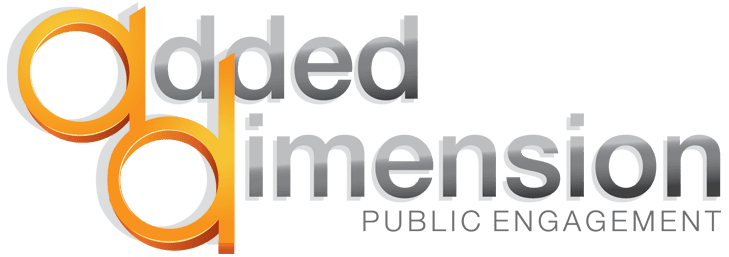 added
dimension
PUBLIC ENGAGEMENT